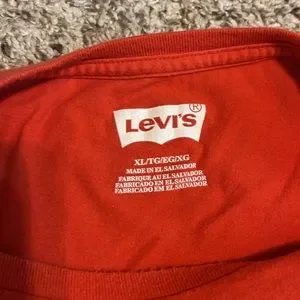 Levi's®
XL/TG/EG/XG
MADE IN EL SALVADOR
FABRIQUE AU EL SALVADOR
FABRICADO EN EL SALVADOR
FABRICADO EM EL SALVADOR